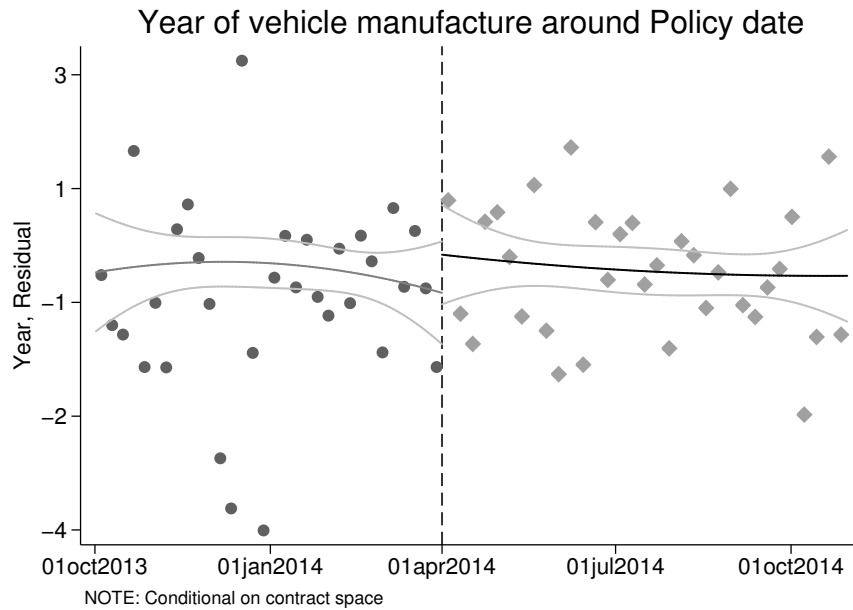 Year of vehicle manufacture around Policy date
Year, Residual
3
1
−1
−2
−4
01oct2013
01jan2014
01apr2014
01jul2014
01oct2014
NOTE: Conditional on contract space